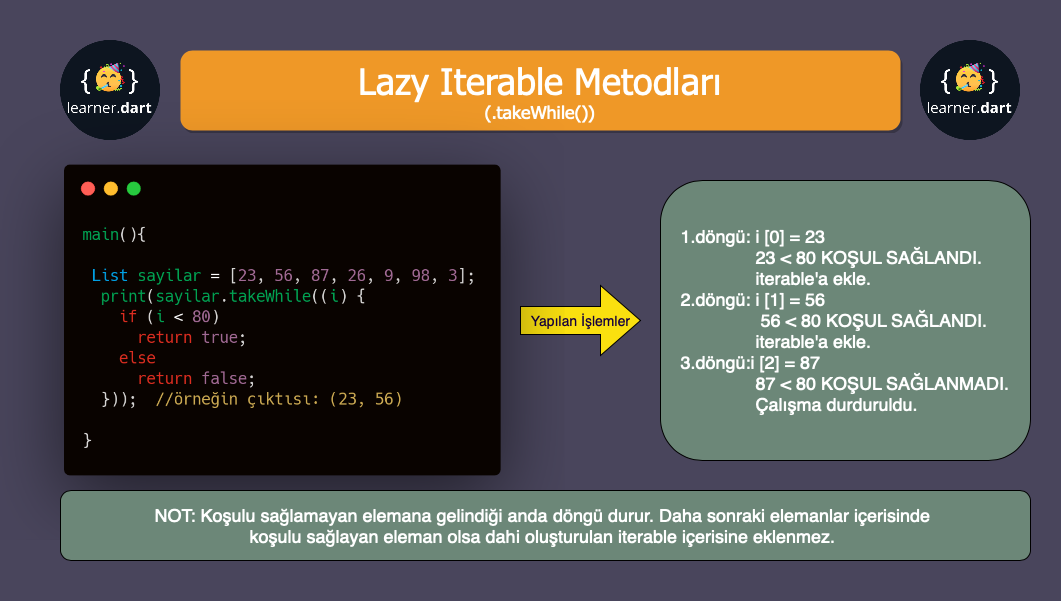 {🥳}
learner.dart
Lazy Iterable Metodları
(.takeWhile())
{🥳}
learner.dart
main(){
List sayilar = [23, 56, 87, 26, 9, 98, 3];
print(sayilar.takeWhile((i) {
if (i < 80)
return true;
else
return false;
})); //örneğin çıktısı: (23, 56)
}
Yapılan İşlemler
1.döngü: i [0] = 23
23 < 80 KOŞUL SAĞLANDI.
iterable'a ekle.
2.döngü: i [1] = 56
56 < 80 KOŞUL SAĞLANDI.
iterable'a ekle.
3.döngü:i [2] = 87
87 < 80 KOŞUL SAĞLANMADI.
Çalışma durduruldu.
NOT: Koşulu sağlamayan elemana gelindiği anda döngü durur. Daha sonraki elemanlar içerisinde
koşulu sağlayan eleman olsa dahi oluşturulan iterable içerisine eklenmez.